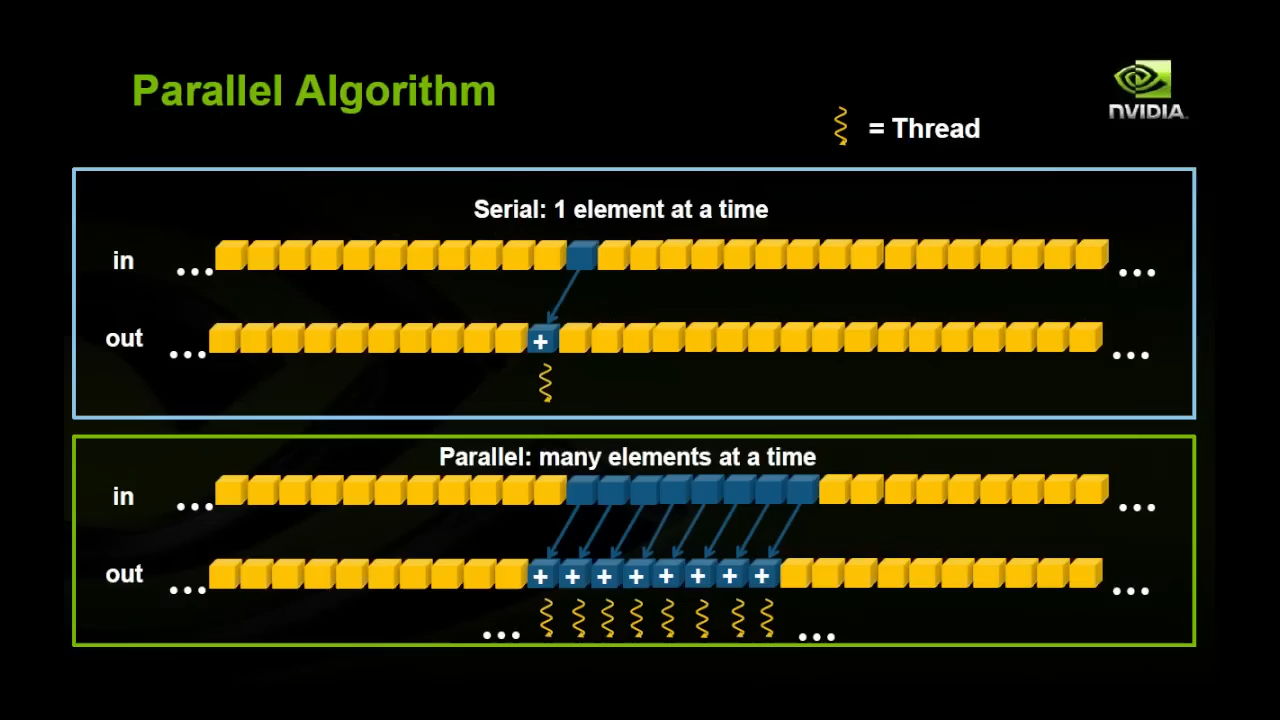 Parallel Algorithm
NVIDIA.
= Thread
Serial: 1 element at a time
in ... ...
out ... + ...
Parallel: many elements at a time
in ... ...
out ... + + + + + + + + ...
... ...